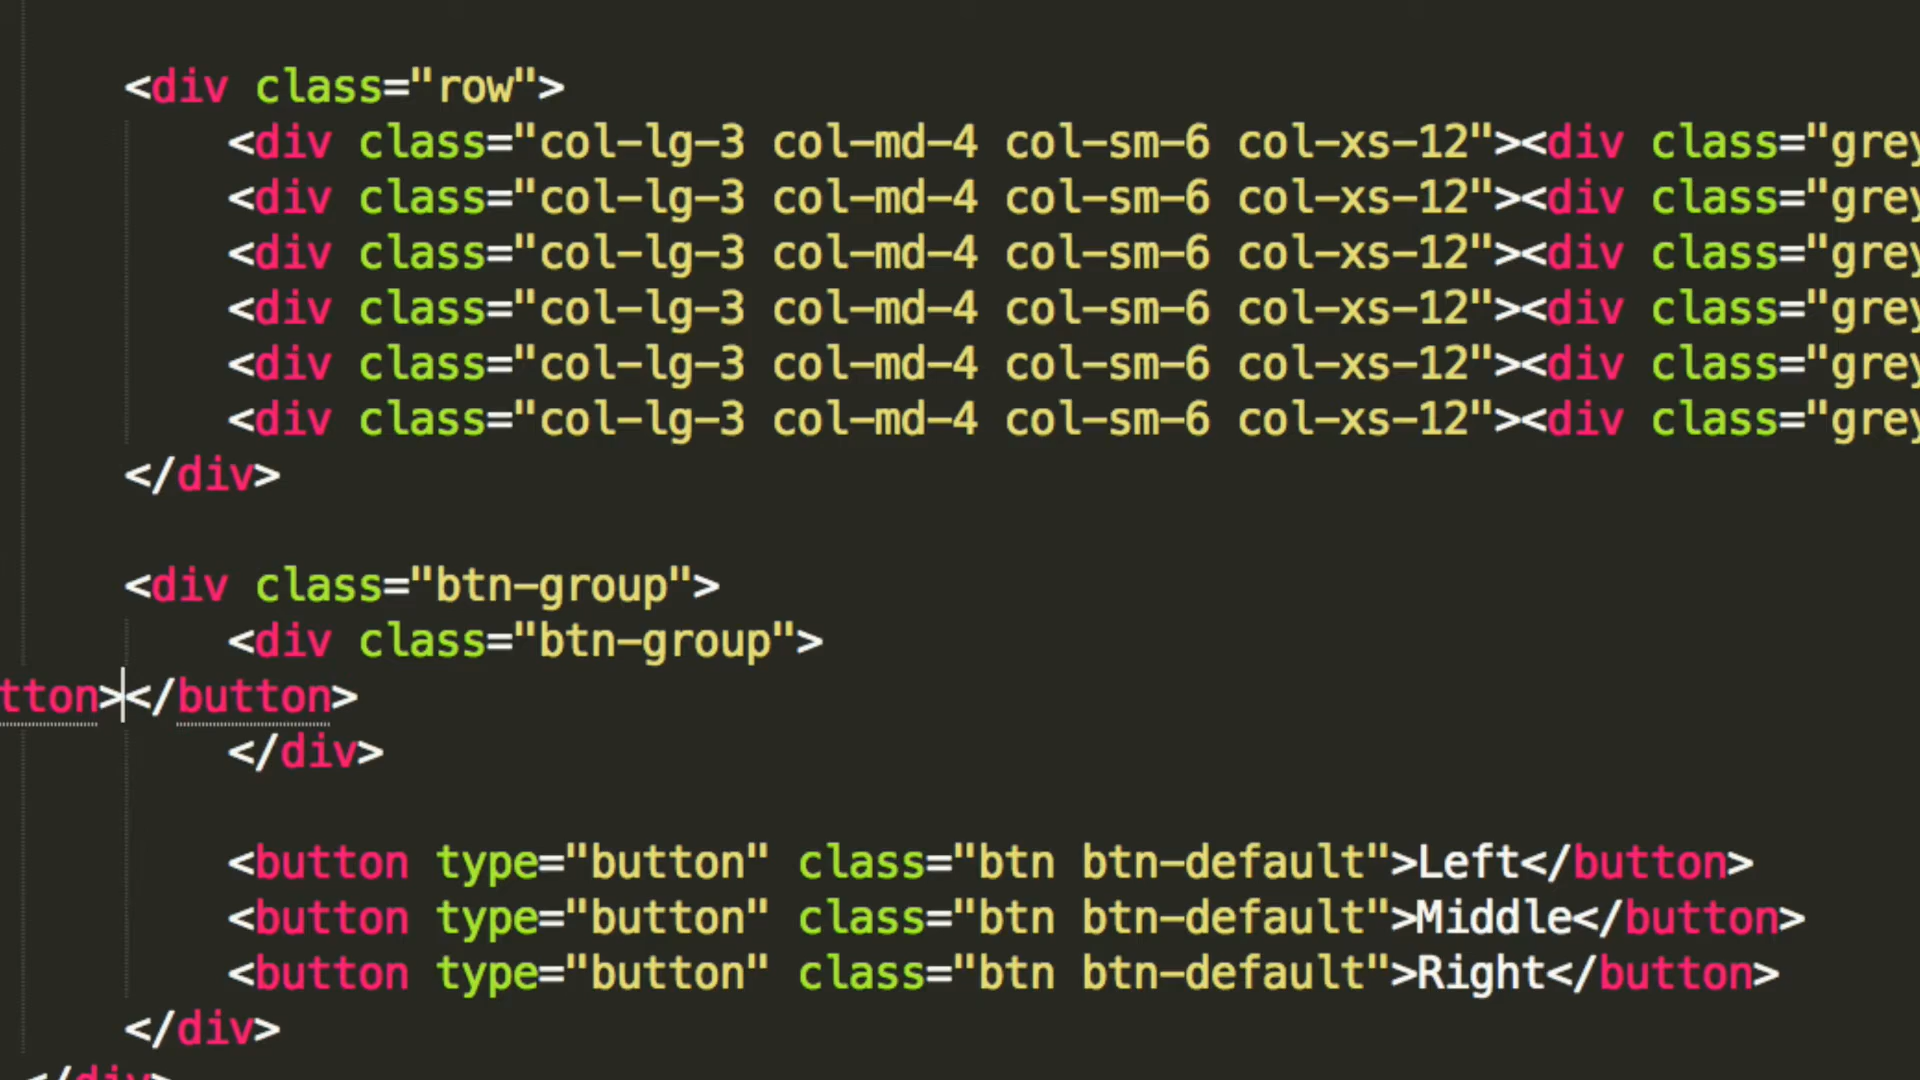 <div class="row">
<div class="col-lg-3 col-md-4 col-sm-6 col-xs-12"><div class="grey
<div class="col-lg-3 col-md-4 col-sm-6 col-xs-12"><div class="grey
<div class="col-lg-3 col-md-4 col-sm-6 col-xs-12"><div class="grey
<div class="col-lg-3 col-md-4 col-sm-6 col-xs-12"><div class="grey
<div class="col-lg-3 col-md-4 col-sm-6 col-xs-12"><div class="grey
<div class="col-lg-3 col-md-4 col-sm-6 col-xs-12"><div class="grey
</div>
<div class="btn-group">
<div class="btn-group">
tton></button>
</div>
<button type="button" class="btn btn-default">Left</button>
<button type="button" class="btn btn-default">Middle</button>
<button type="button" class="btn btn-default">Right</button>
</div>
</div>